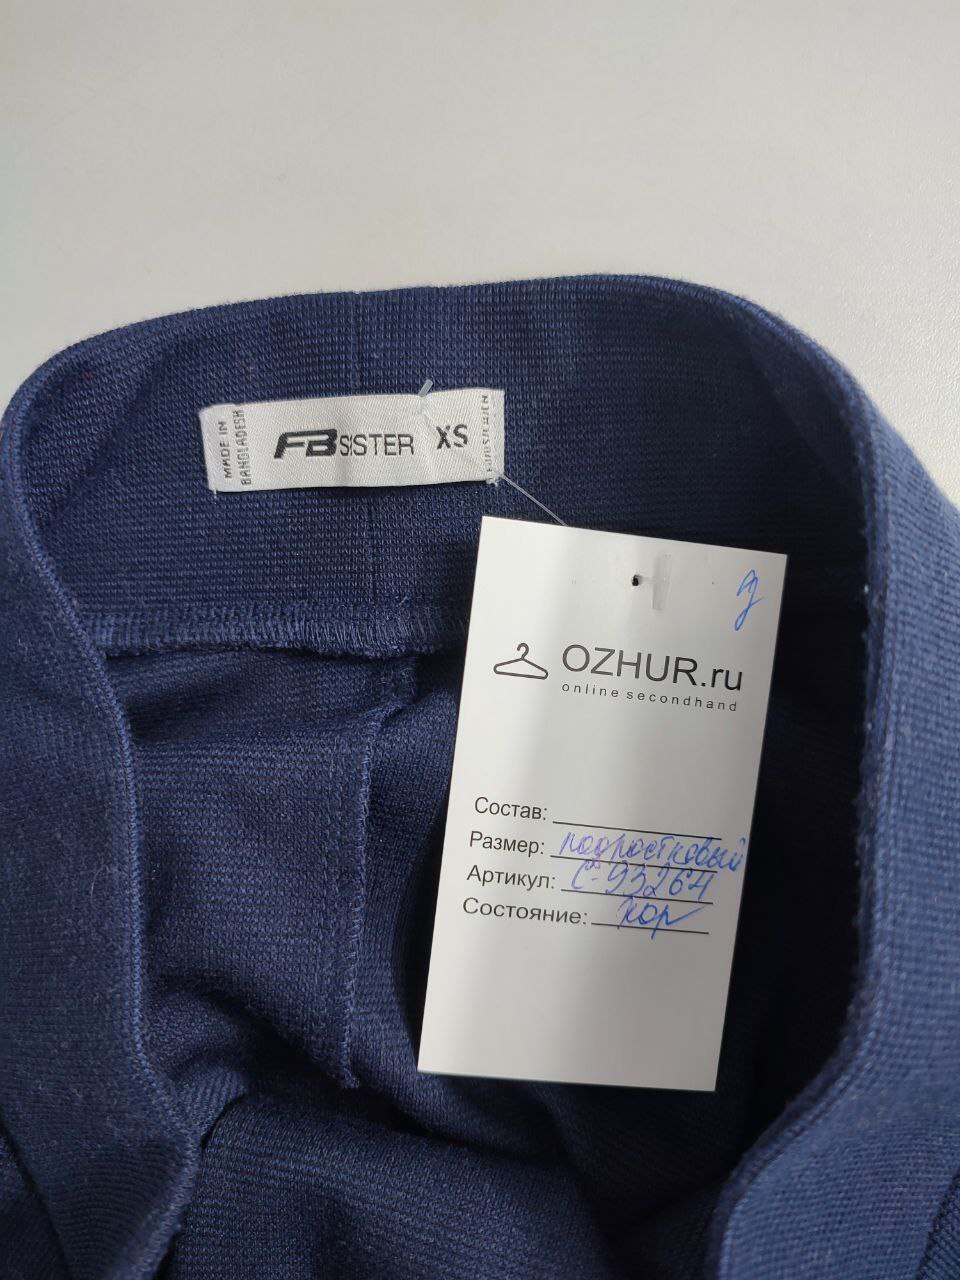 MADE IN
BANGLADESH
FB SISTER XS
OZHUR.ru
online secondhand
Состав:
Размер: подростковый
Артикул: С-93264
Состояние: хор